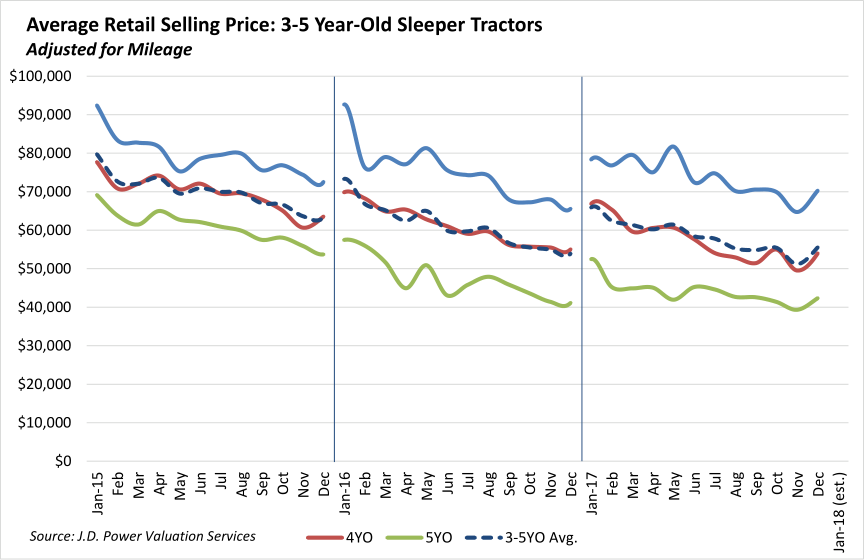 Average Retail Selling Price: 3-5 Year-Old Sleeper Tractors
Adjusted for Mileage
$100,000
$90,000
$80,000
$70,000
$60,000
$50,000
$40,000
$30,000
$20,000
$10,000
$0
Jan-15
Feb
Mar
Apr
May
Jun
Jul
Aug
Sep
Oct
Nov
Dec
Jan-16
Feb
Mar
Apr
May
Jun
Jul
Aug
Sep
Oct
Nov
Dec
Jan-17
Feb
Mar
Apr
May
Jun
Jul
Aug
Sep
Oct
Nov
Dec
Jan-18 (est.)
Source: J.D. Power Valuation Services
4YO
5YO
3-5YO Avg.